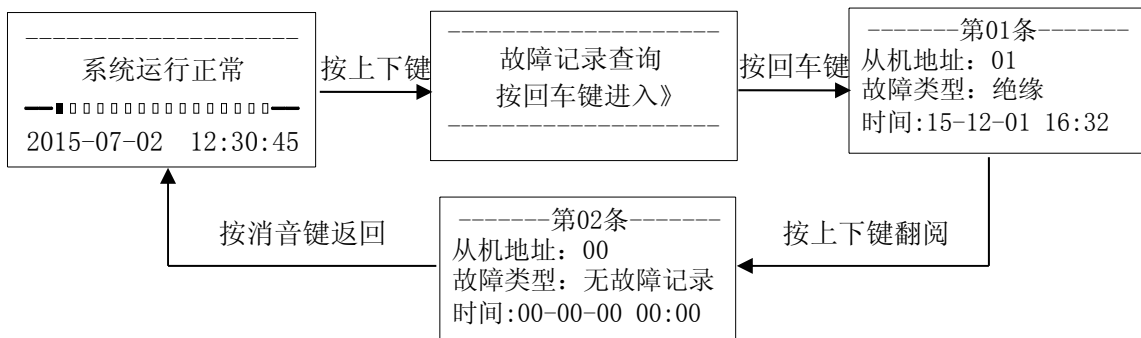 系统运行正常
2015-07-02 12:30:45
按上下键
故障记录查询
按回车键进入》
按回车键
-------第01条-------
从机地址：01
故障类型：绝缘
时间:15-12-01 16:32
按上下键翻阅
-------第02条-------
从机地址：00
故障类型：无故障记录
时间:00-00-00 00:00
按消音键返回